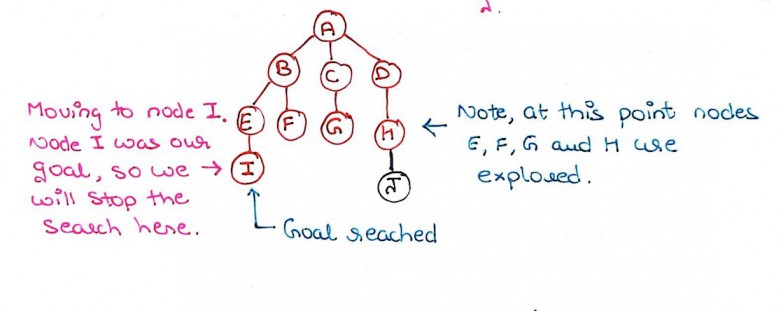 2.
A
B
C
D
E
F
G
H
I
J
Moving to node I.
Node I was our
goal, so we →
will stop the
search here.
← Note, at this point nodes
E, F, G and H are
explored.
Goal reached